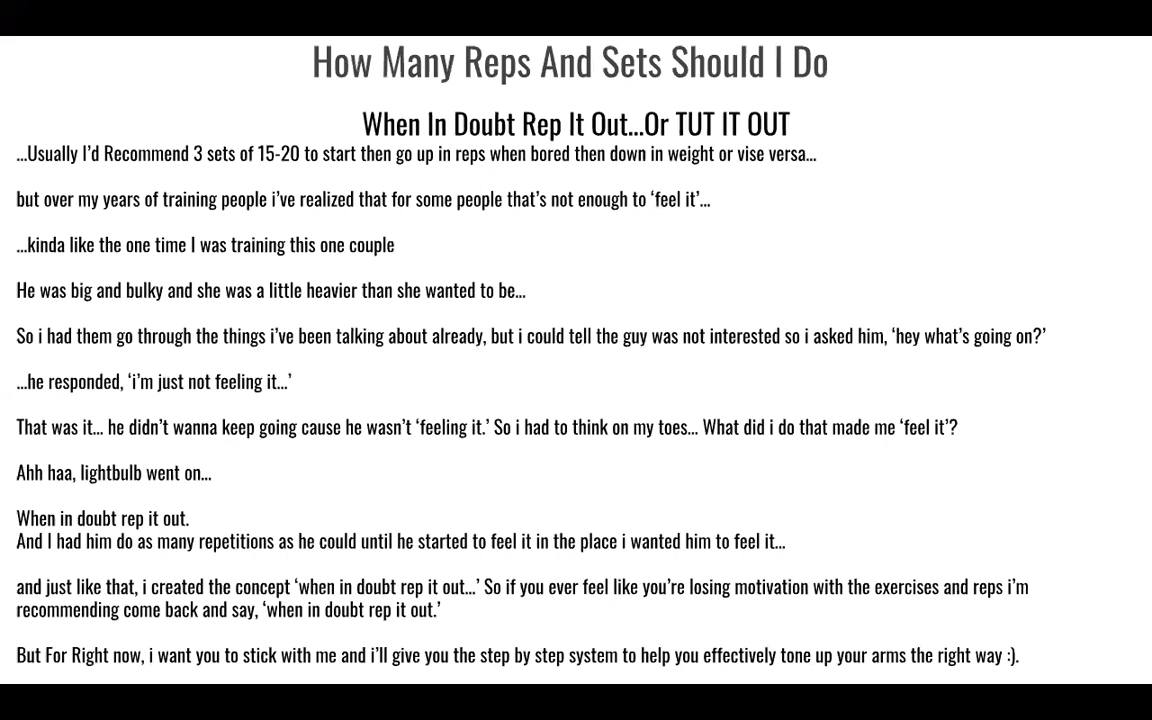 How Many Reps And Sets Should I Do
When In Doubt Rep It Out...Or TUT IT OUT
...Usually I'd Recommend 3 sets of 15-20 to start then go up in reps when bored then down in weight or vise versa...
but over my years of training people i've realized that for some people that's not enough to ‘feel it’...
...kinda like the one time I was training this one couple
He was big and bulky and she was a little heavier than she wanted to be...
So i had them go through the things i've been talking about already, but i could tell the guy was not interested so i asked him, ‘hey what's going on?’
...he responded, ‘i'm just not feeling it...’
That was it... he didn't wanna keep going cause he wasn't ‘feeling it.’ So i had to think on my toes... What did i do that made me ‘feel it’?
Ahh haa, lightbulb went on...
When in doubt rep it out.
And I had him do as many repetitions as he could until he started to feel it in the place i wanted him to feel it...
and just like that, i created the concept ‘when in doubt rep it out...’ So if you ever feel like you're losing motivation with the exercises and reps i'm
recommending come back and say, ‘when in doubt rep it out.’
But For Right now, i want you to stick with me and i'll give you the step by step system to help you effectively tone up your arms the right way :).